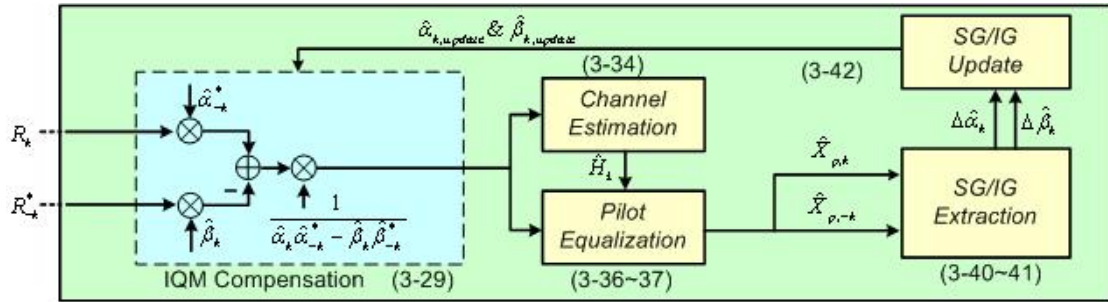 α̂k,update & β̂k,update
(3-34)
(3-42)
SG/IG
Update
α̂*-k
Rk
Channel
Estimation
Δα̂k
Δβ̂k
Ĥk
X̂p,k
R*-k
−
β̂k
1
α̂kα̂*-k − β̂kβ̂*-k
Pilot
Equalization
X̂p,-k
SG/IG
Extraction
IQM Compensation
(3-29)
(3-36~37)
(3-40~41)